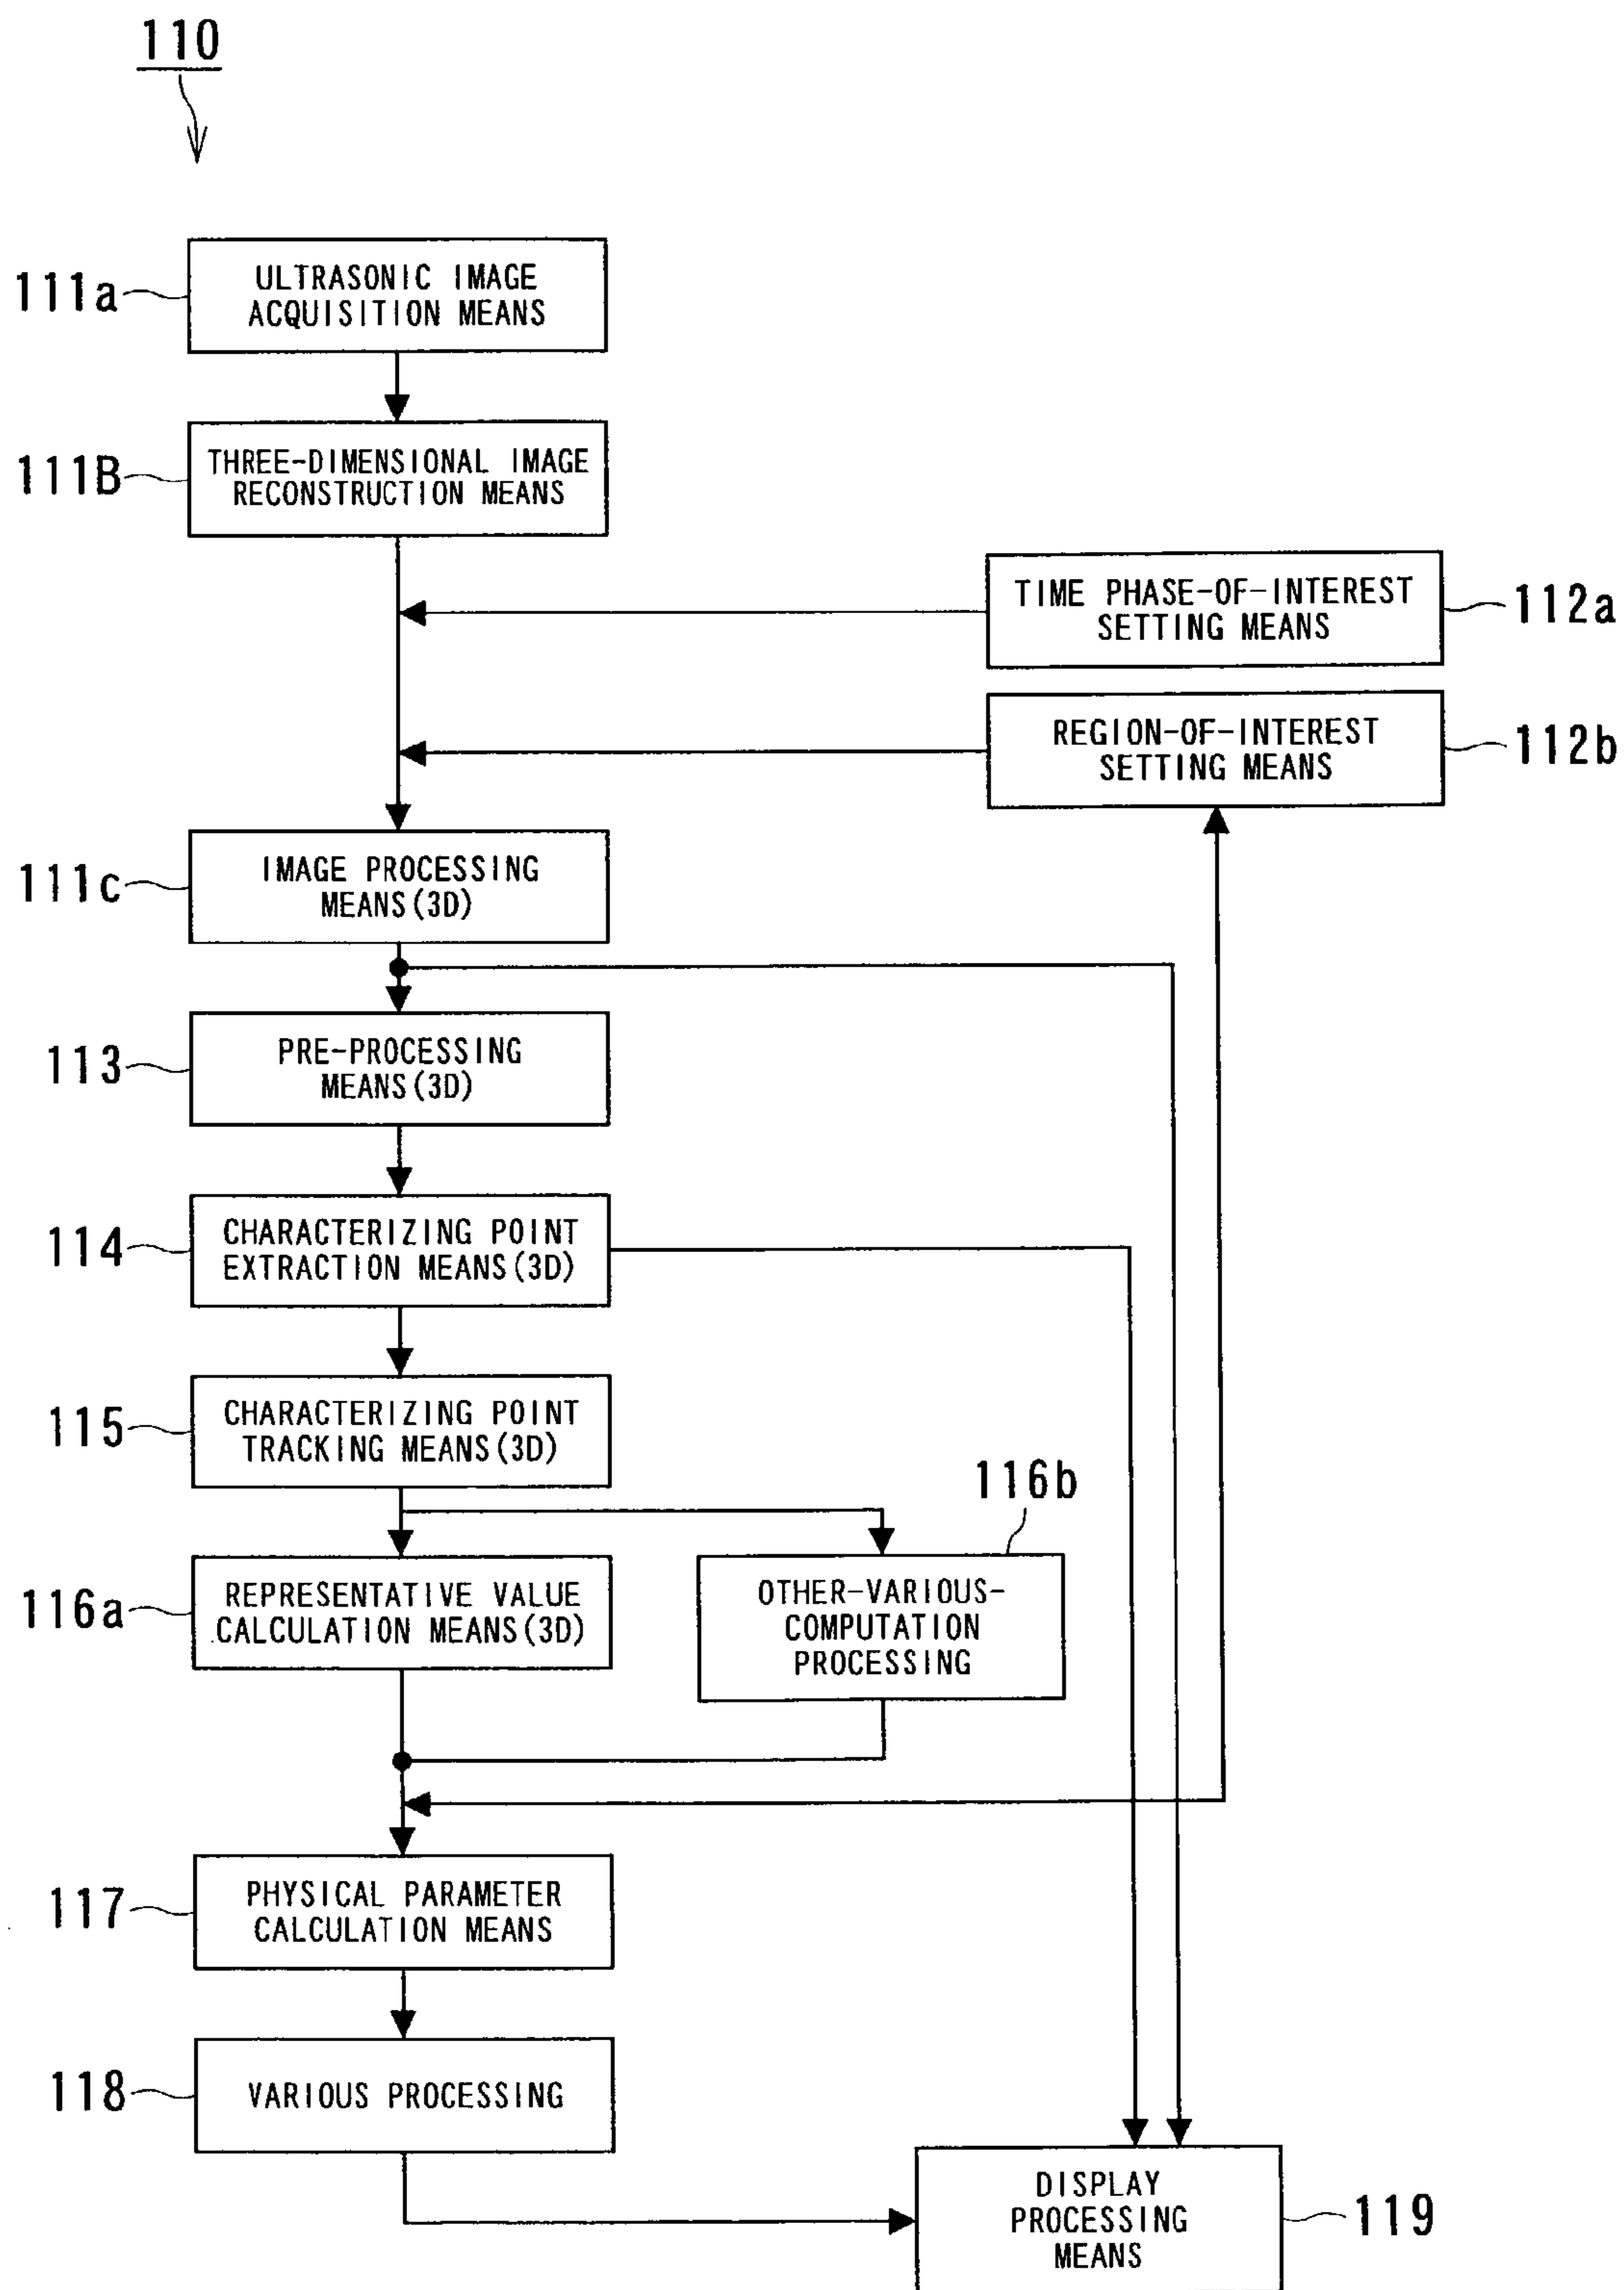 110
111a
ULTRASONIC IMAGE
ACQUISITION MEANS
111B
THREE-DIMENSIONAL IMAGE
RECONSTRUCTION MEANS
TIME PHASE-OF-INTEREST
SETTING MEANS
112a
REGION-OF-INTEREST
SETTING MEANS
112b
111c
IMAGE PROCESSING
MEANS(3D)
113
PRE-PROCESSING
MEANS(3D)
114
CHARACTERIZING POINT
EXTRACTION MEANS(3D)
115
CHARACTERIZING POINT
TRACKING MEANS(3D)
116b
116a
REPRESENTATIVE VALUE
CALCULATION MEANS(3D)
OTHER-VARIOUS-
COMPUTATION
PROCESSING
117
PHYSICAL PARAMETER
CALCULATION MEANS
118
VARIOUS PROCESSING
DISPLAY
PROCESSING
MEANS
119